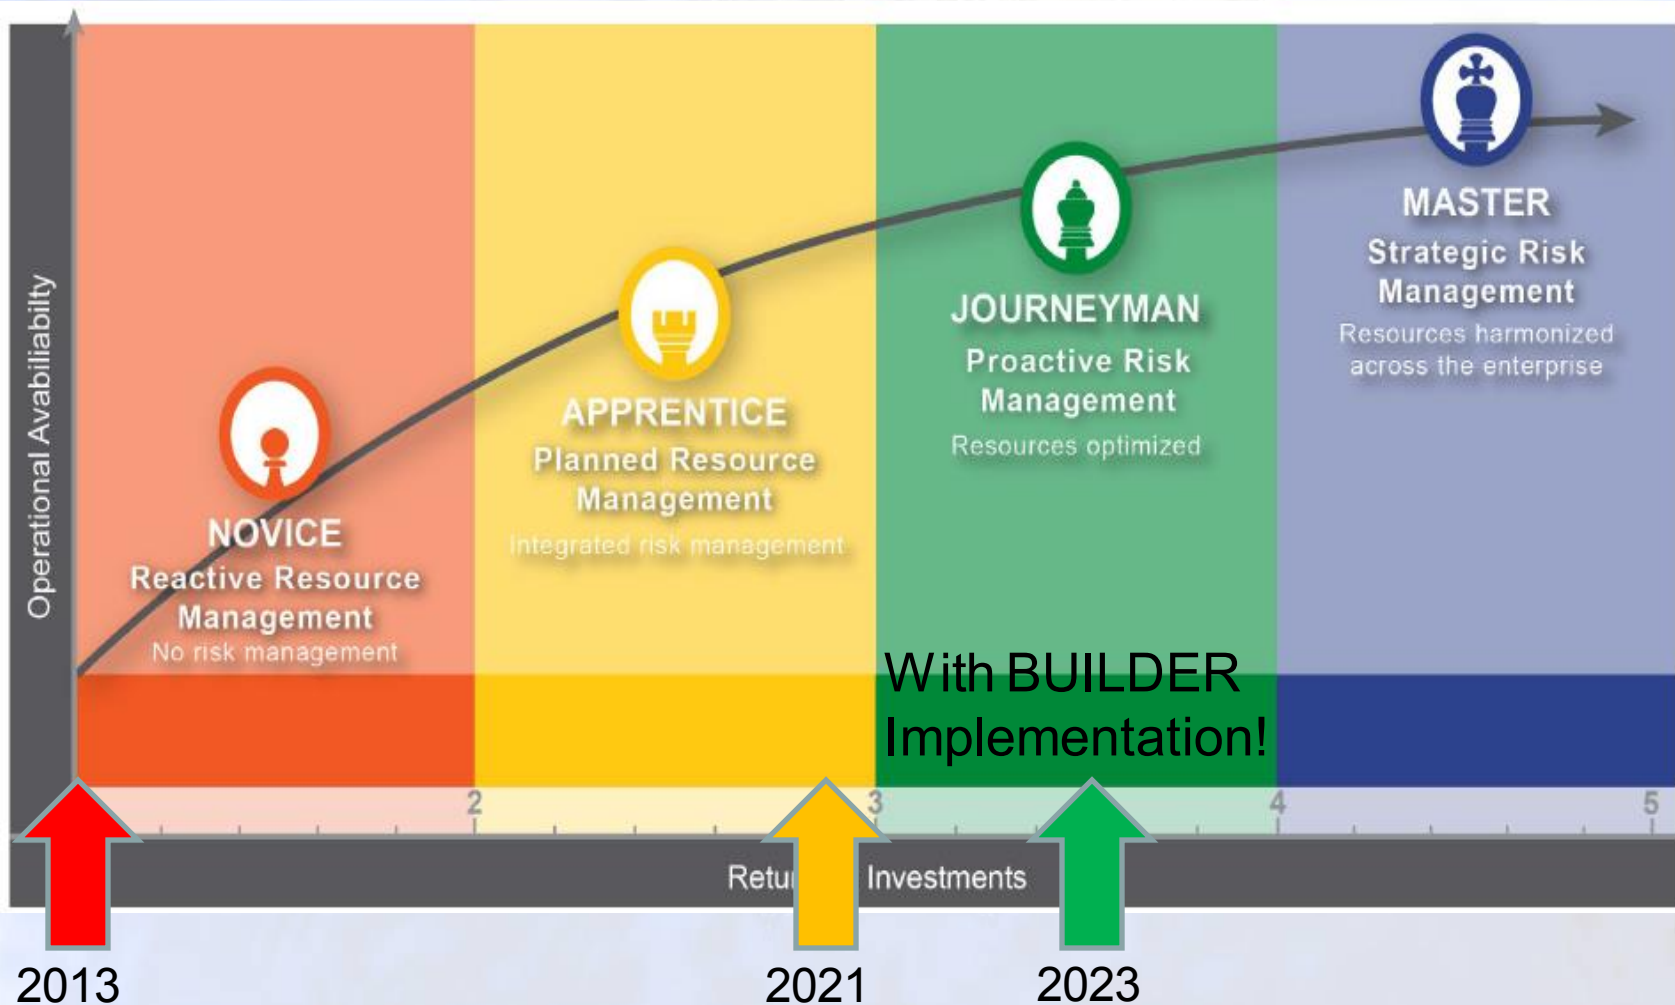 Operational Avabiliabilty
NOVICE
Reactive Resource
Management
No risk management
APPRENTICE
Planned Resource
Management
Integrated risk management
JOURNEYMAN
Proactive Risk
Management
Resources optimized
MASTER
Strategic Risk
Management
Resources harmonized
across the enterprise
With BUILDER
Implementation!
2 3 4 5
Investments
2013 2021 2023